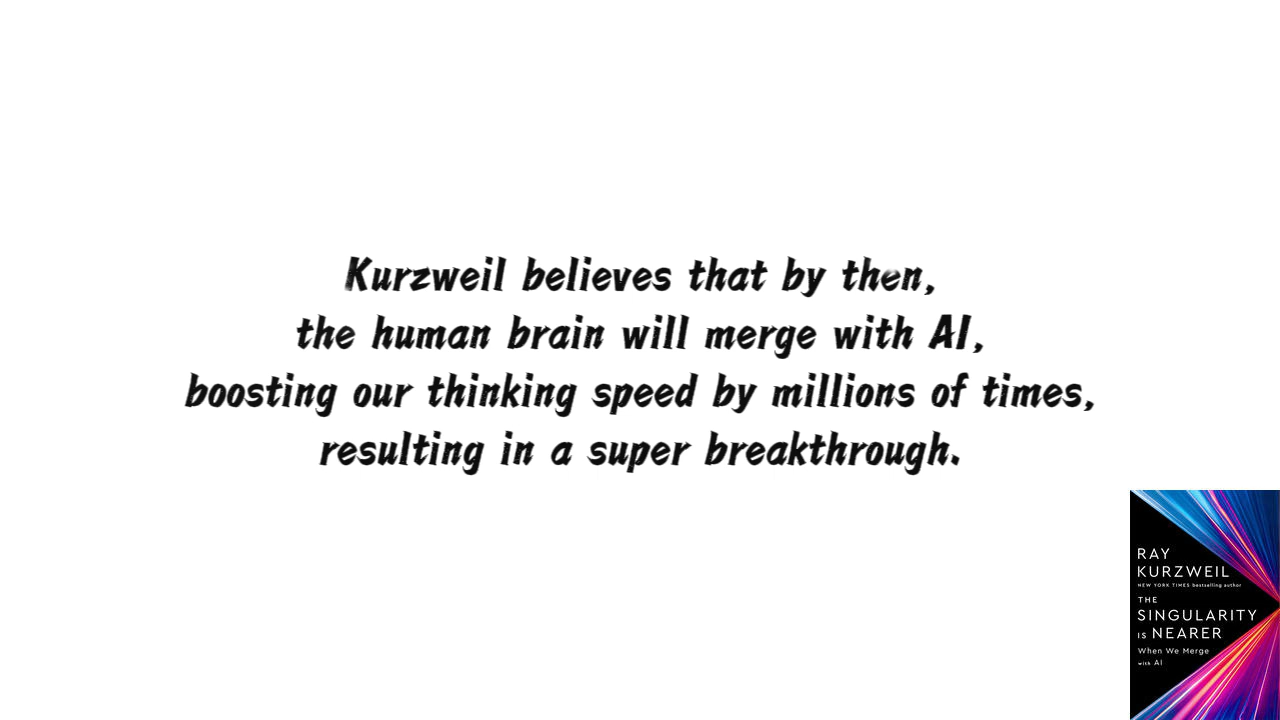 Kurzweil believes that by then,
the human brain will merge with AI,
boosting our thinking speed by millions of times,
resulting in a super breakthrough.
RAY
KURZWEIL
NEW YORK TIMES bestselling author
THE
SINGULARITY
IS NEARER
When We Merge
with AI